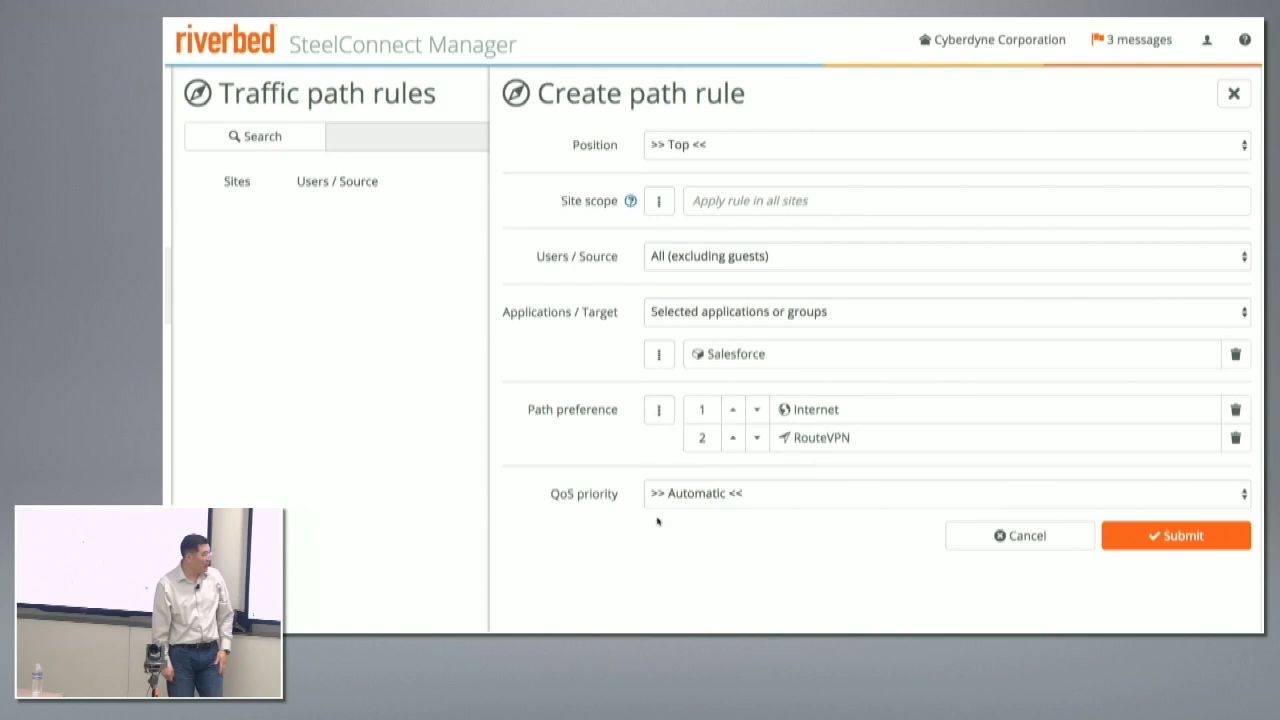 riverbed SteelConnect Manager
Cyberdyne Corporation
3 messages
Traffic path rules
Create path rule
Search
Sites
Users / Source
Position
>> Top <<
Site scope
Apply rule in all sites
Users / Source
All (excluding guests)
Applications / Target
Selected applications or groups
Salesforce
Path preference
1
Internet
2
RouteVPN
QoS priority
>> Automatic <<
Cancel
Submit